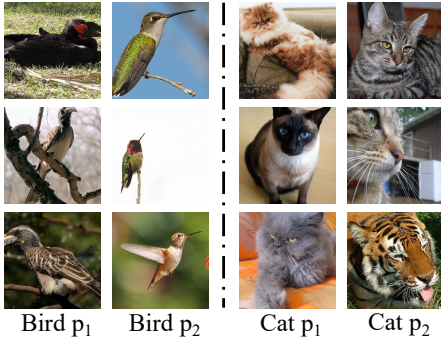 Bird p₁ Bird p₂ Cat p₁ Cat p₂